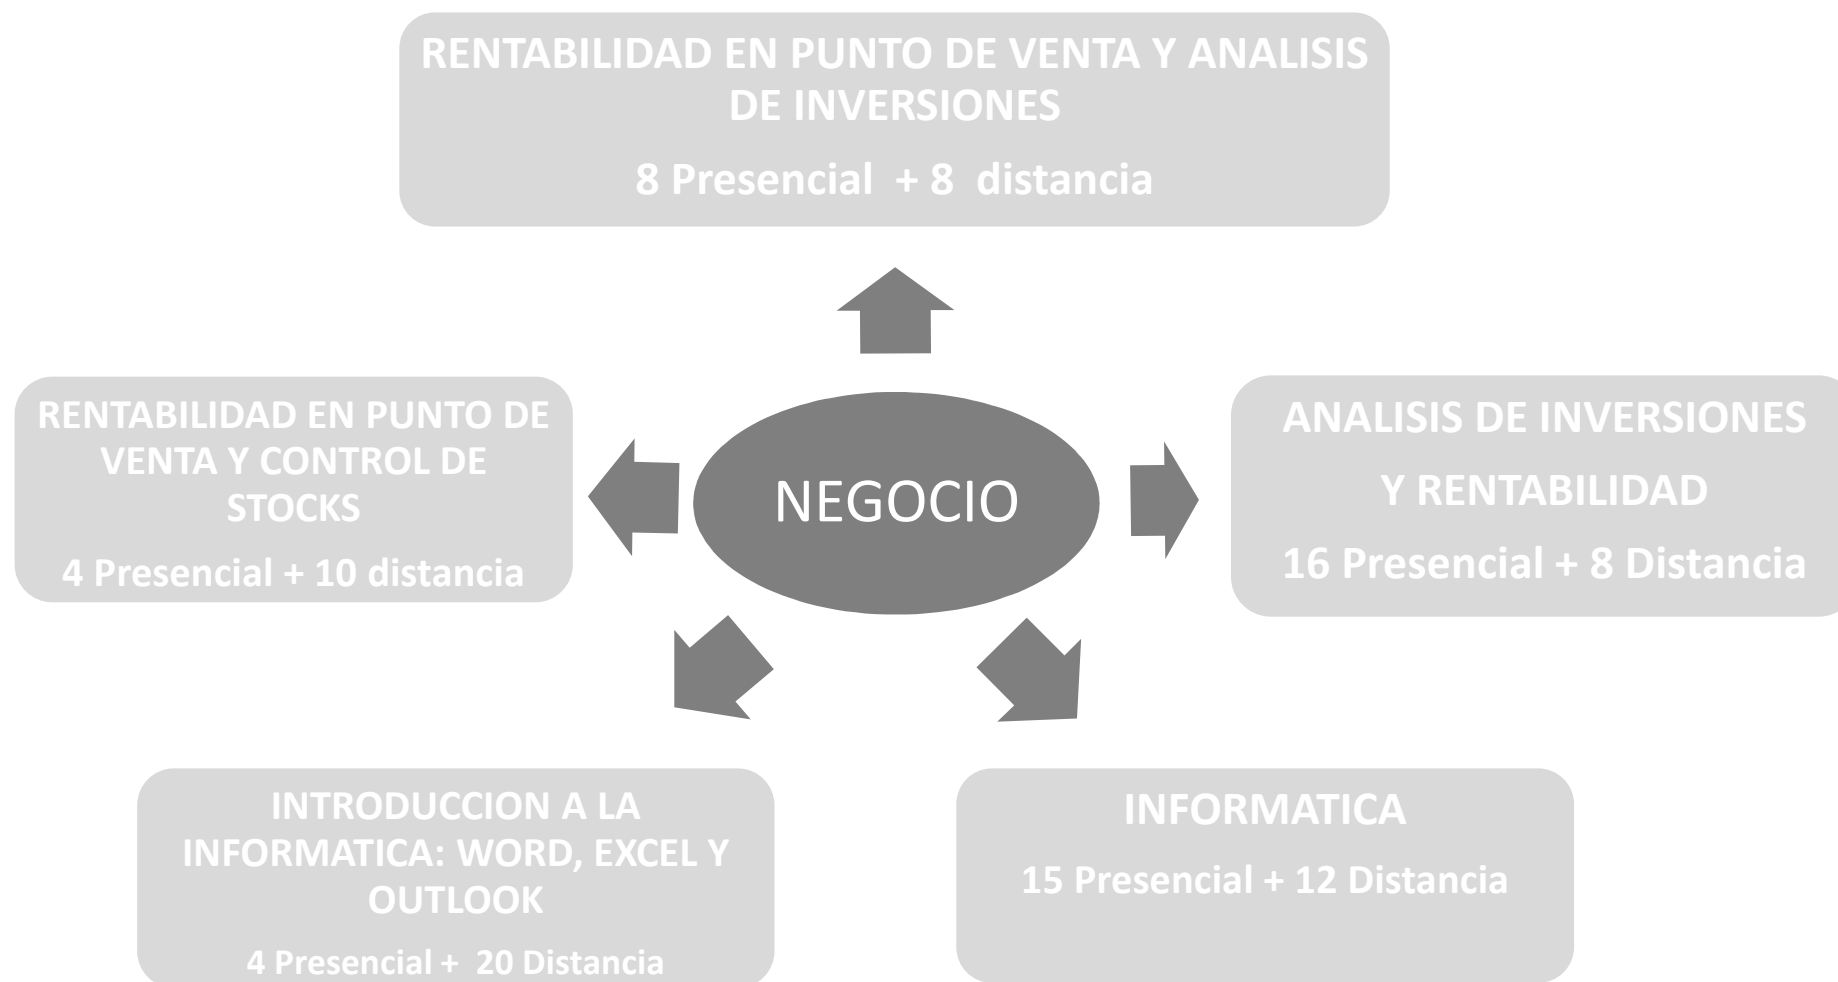 RENTABILIDAD EN PUNTO DE VENTA Y ANALISIS
DE INVERSIONES
8 Presencial + 8 distancia
RENTABILIDAD EN PUNTO DE
VENTA Y CONTROL DE
STOCKS
4 Presencial + 10 distancia
NEGOCIO
ANALISIS DE INVERSIONES
Y RENTABILIDAD
16 Presencial + 8 Distancia
INTRODUCCION A LA
INFORMATICA: WORD, EXCEL Y
OUTLOOK
4 Presencial + 20 Distancia
INFORMATICA
15 Presencial + 12 Distancia